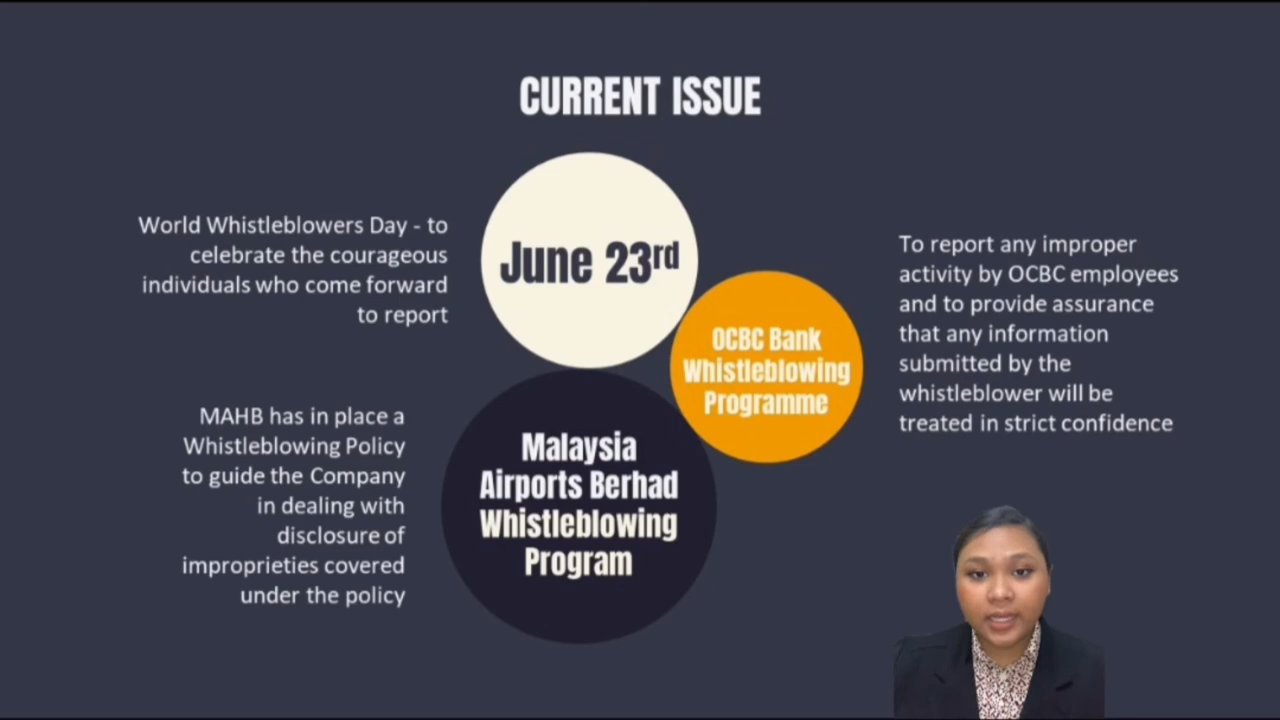 CURRENT ISSUE
World Whistleblowers Day - to
celebrate the courageous
individuals who come forward
to report
June 23rd
OCBC Bank
Whistleblowing
Programme
To report any improper
activity by OCBC employees
and to provide assurance
that any information
submitted by the
whistleblower will be
treated in strict confidence
MAHB has in place a
Whistleblowing Policy
to guide the Company
in dealing with
disclosure of
improprieties covered
under the policy
Malaysia
Airports Berhad
Whistleblowing
Program